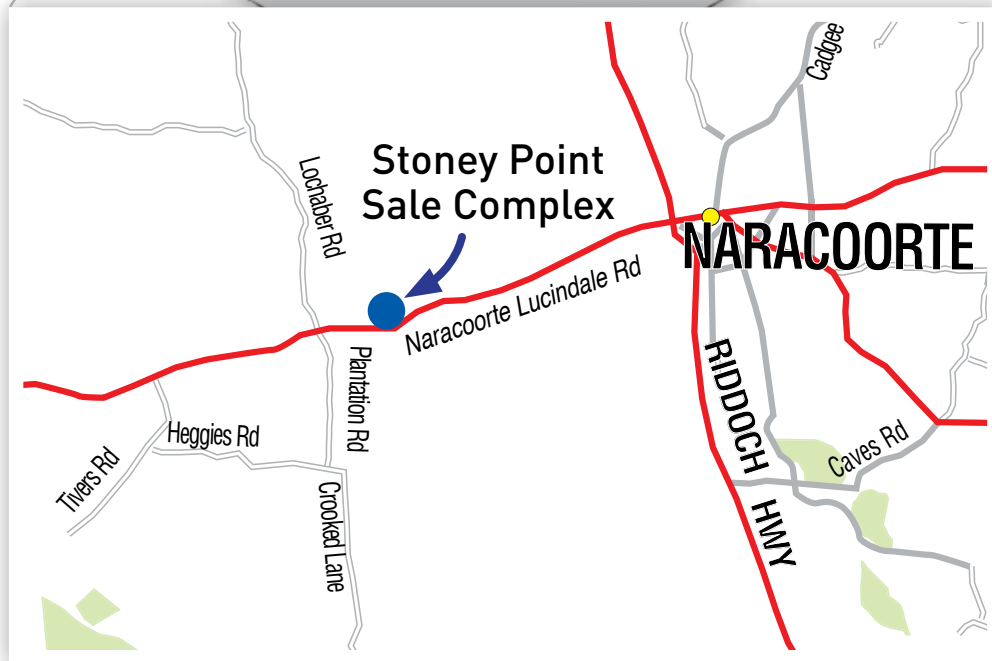 Cadgee
Lochaber Rd
Stoney Point
Sale Complex
NARACOORTE
Naracoorte Lucindale Rd
Plantation Rd
RIDDOCH HWY
Heggies Rd
Caves Rd
Tivers Rd
Crooked Lane